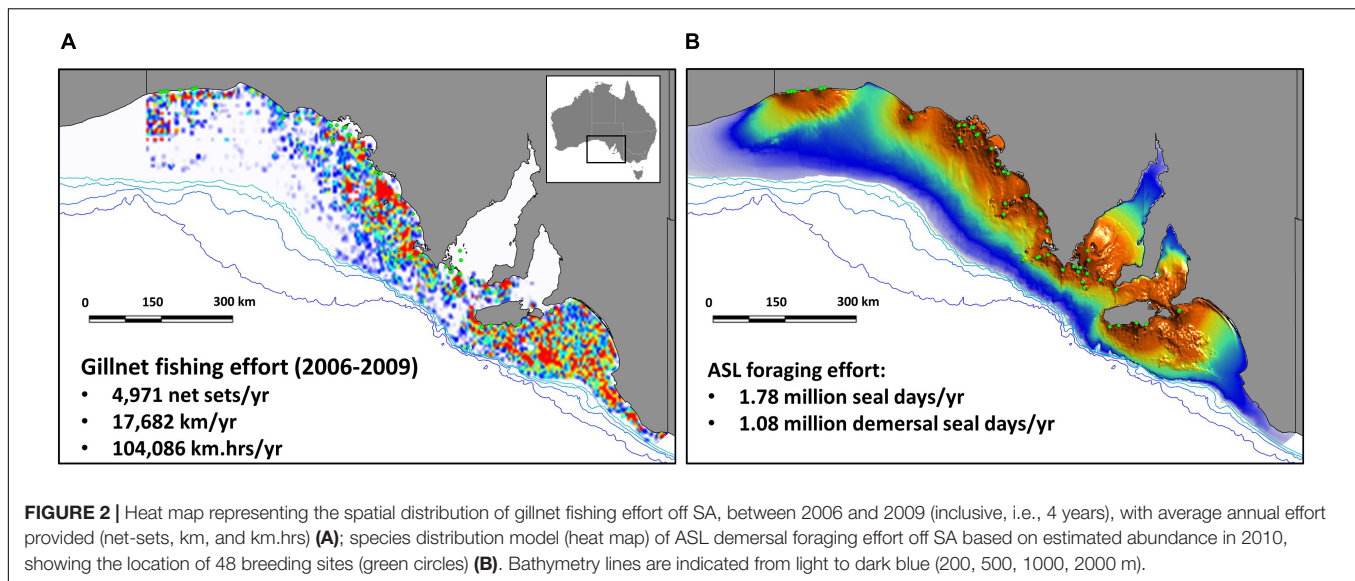 A
B
0 150 300 km
Gillnet fishing effort (2006-2009)
• 4,971 net sets/yr
• 17,682 km/yr
• 104,086 km.hrs/yr
0 150 300 km
ASL foraging effort:
• 1.78 million seal days/yr
• 1.08 million demersal seal days/yr
FIGURE 2 | Heat map representing the spatial distribution of gillnet fishing effort off SA, between 2006 and 2009 (inclusive, i.e., 4 years), with average annual effort
provided (net-sets, km, and km.hrs) (A); species distribution model (heat map) of ASL demersal foraging effort off SA based on estimated abundance in 2010,
showing the location of 48 breeding sites (green circles) (B). Bathymetry lines are indicated from light to dark blue (200, 500, 1000, 2000 m).